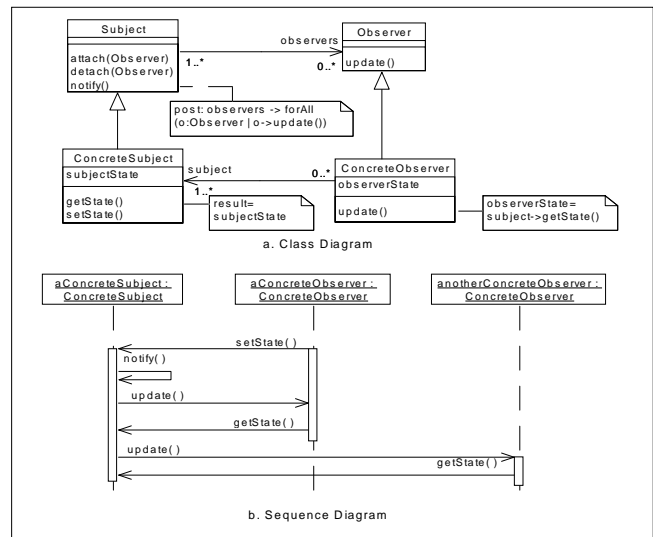 Subject
attach(Observer)
detach(Observer)
notify()
observers
1..*
0..*
Observer
update()
post: observers -> forAll
(o:Observer | o->update())
ConcreteSubject
subjectState
getState()
setState()
subject
0..*
1..*
result=
subjectState
ConcreteObserver
observerState
update()
observerState=
subject->getState()
a. Class Diagram
aConcreteSubject :
ConcreteSubject
aConcreteObserver :
ConcreteObserver
anotherConcreteObserver :
ConcreteObserver
setState( )
notify( )
update( )
getState( )
update( )
getState( )
b. Sequence Diagram